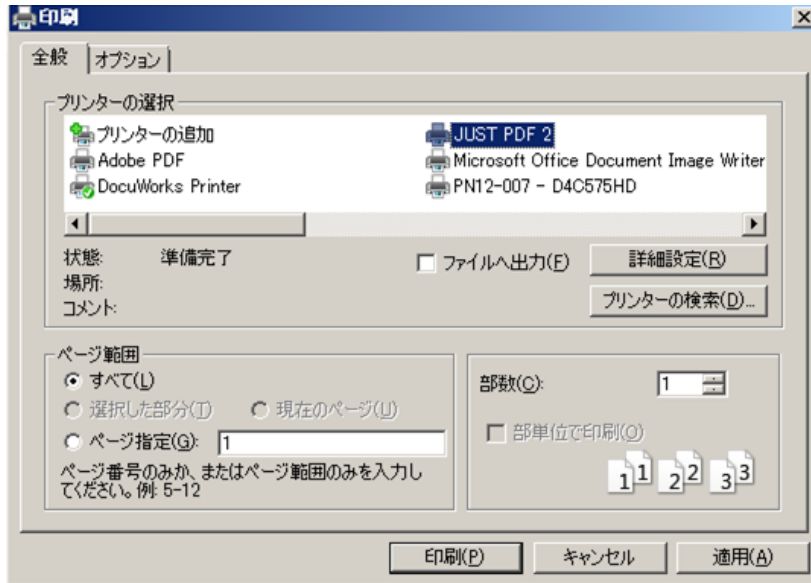 印刷
全般 オプション
プリンターの選択
プリンターの追加 JUST PDF 2
Adobe PDF Microsoft Office Document Image Writer
DocuWorks Printer PN12-007 - D4C575HD
状態: 準備完了 ファイルへ出力(F) 詳細設定(R)
場所:
コメント: プリンターの検索(D)...
ページ範囲
すべて(L) 部数(C): 1
選択した部分(T) 現在のページ(U)
ページ指定(G): 1 部単位で印刷(O)
ページ番号のみか、またはページ範囲のみを入力し
てください。例: 5-12
1 1 2 2 3 3
印刷(P) キャンセル 適用(A)